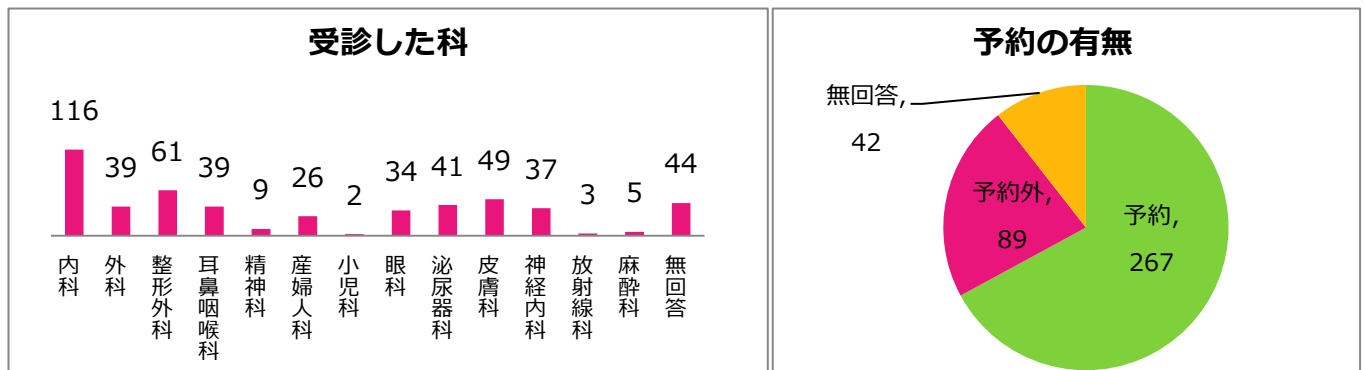 受診した科
116
39
61
39
9
26
2
34
41
49
37
3
5
44
内科
外科
整形外科
耳鼻咽喉科
精神科
産婦人科
小児科
眼科
泌尿器科
皮膚科
神経内科
放射線科
麻酔科
無回答
予約の有無
無回答,
42
予約外,
89
予約,
267